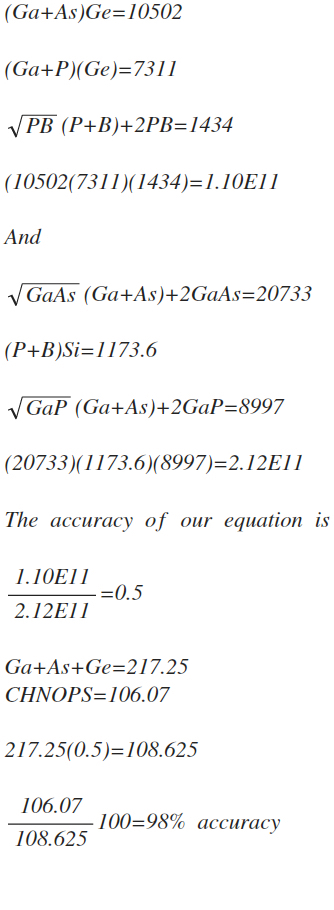 (Ga+As)Ge=10502
(Ga+P)(Ge)=7311
√PB (P+B)+2PB=1434
(10502(7311)(1434)=1.10E11
And
√GaAs (Ga+As)+2GaAs=20733
(P+B)Si=1173.6
√GaP (Ga+As)+2GaP=8997
(20733)(1173.6)(8997)=2.12E11
The accuracy of our equation is
1.10E11
/2.12E11 =0.5
Ga+As+Ge=217.25
CHNOPS=106.07
217.25(0.5)=108.625
106.07
/108.625 100=98% accuracy